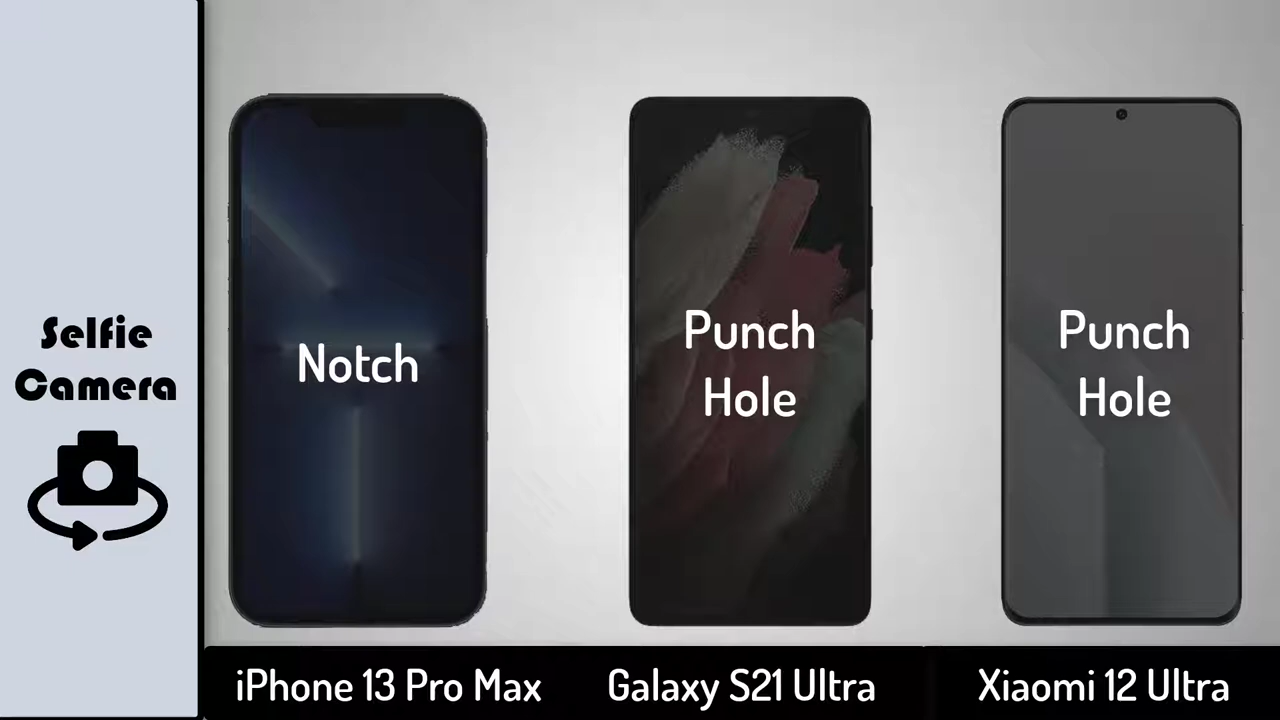 Selfie
Camera
Notch
Punch
Hole
Punch
Hole
iPhone 13 Pro Max
Galaxy S21 Ultra
Xiaomi 12 Ultra